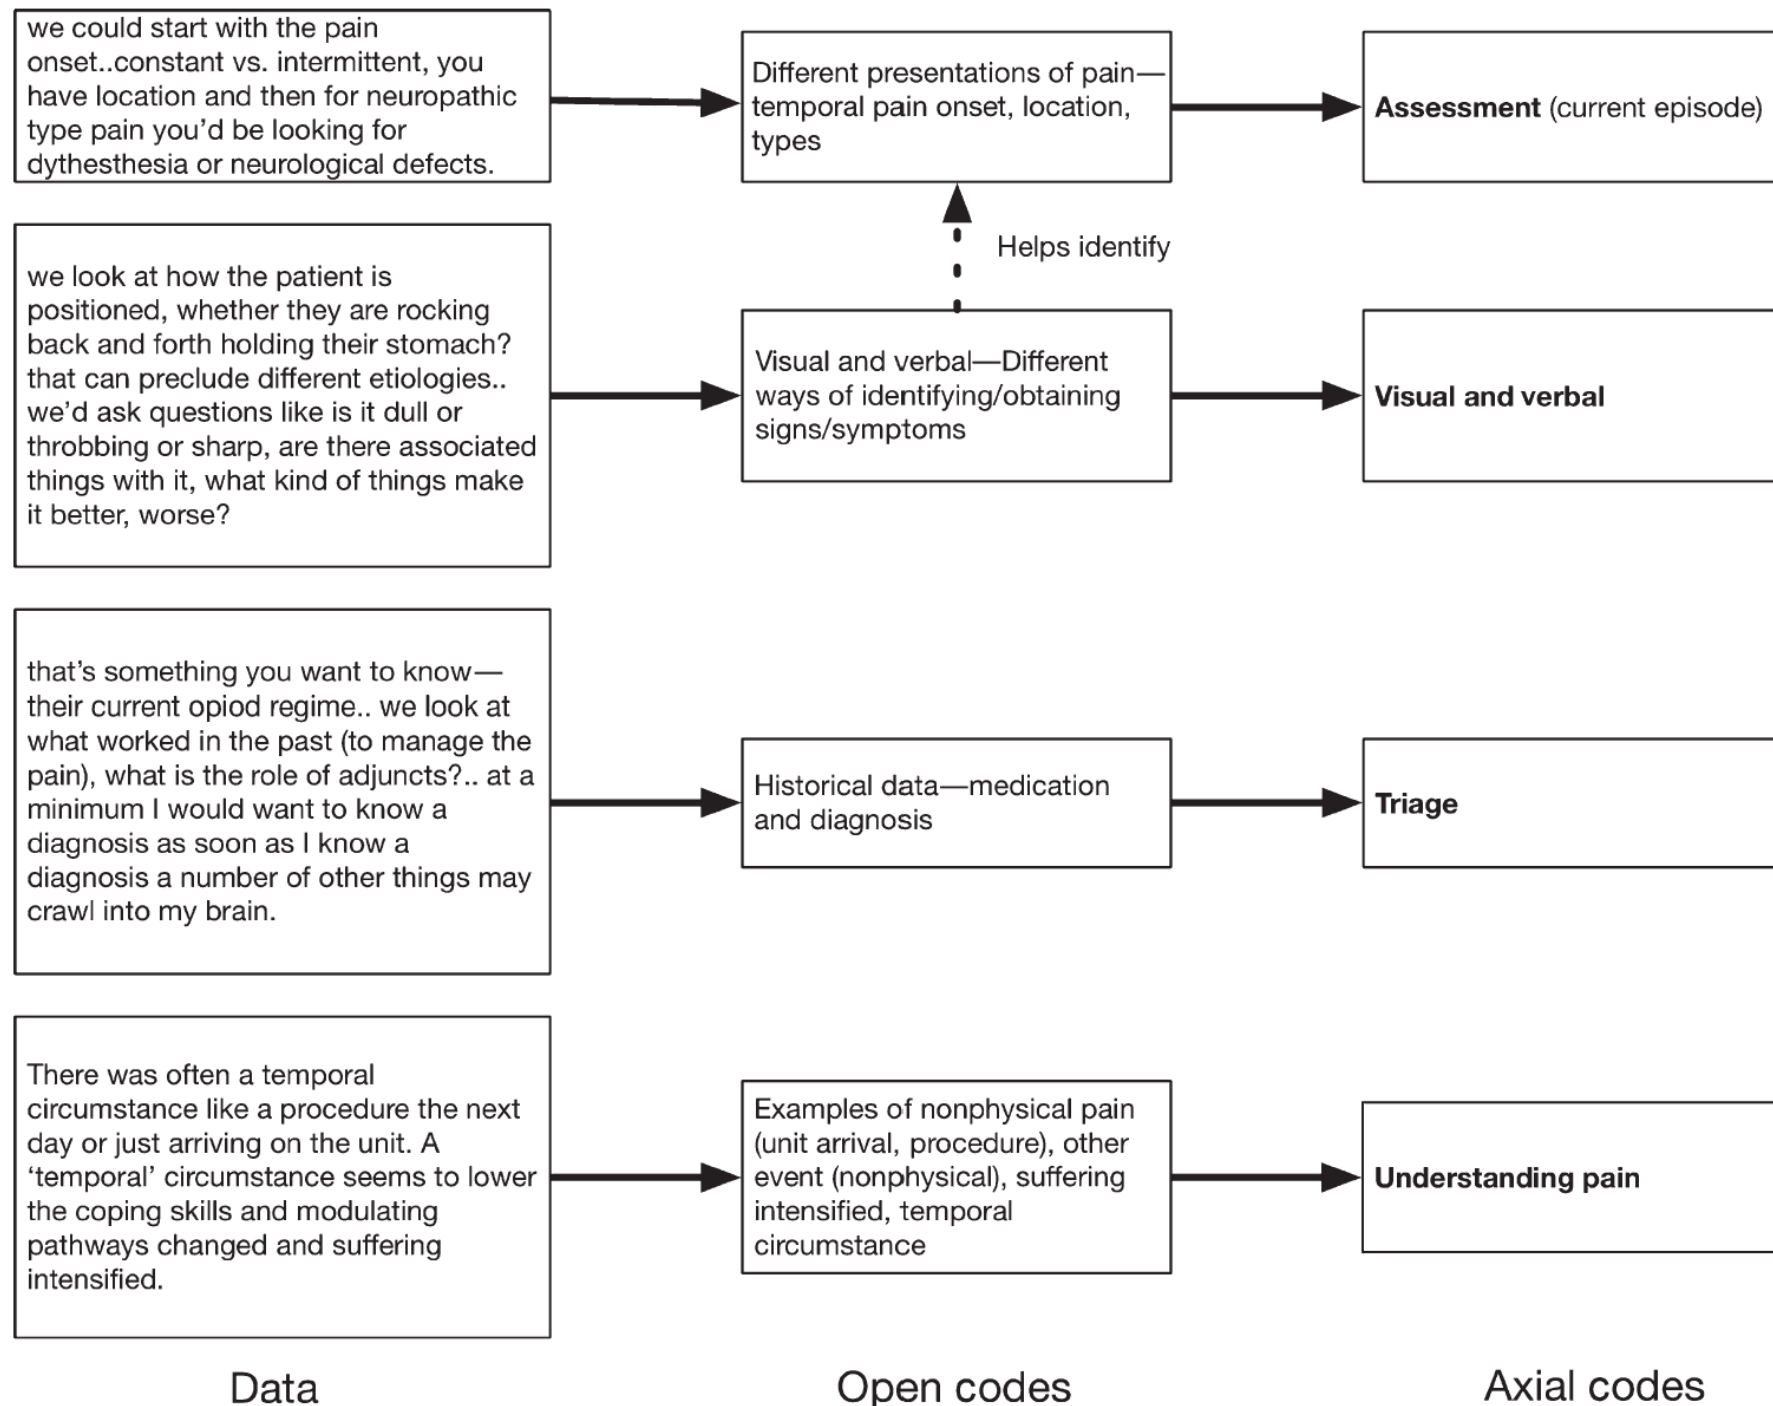 we could start with the pain
onset..constant vs. intermittent, you
have location and then for neuropathic
type pain you’d be looking for
dythesthesia or neurological defects.
Different presentations of pain—
temporal pain onset, location,
types
Assessment (current episode)
Helps identify
we look at how the patient is
positioned, whether they are rocking
back and forth holding their stomach?
that can preclude different etiologies..
we’d ask questions like is it dull or
throbbing or sharp, are there associated
things with it, what kind of things make
it better, worse?
Visual and verbal—Different
ways of identifying/obtaining
signs/symptoms
Visual and verbal
that’s something you want to know—
their current opiod regime.. we look at
what worked in the past (to manage the
pain), what is the role of adjuncts?.. at a
minimum I would want to know a
diagnosis as soon as I know a
diagnosis a number of other things may
crawl into my brain.
Historical data—medication
and diagnosis
Triage
There was often a temporal
circumstance like a procedure the next
day or just arriving on the unit. A
‘temporal’ circumstance seems to lower
the coping skills and modulating
pathways changed and suffering
intensified.
Examples of nonphysical pain
(unit arrival, procedure), other
event (nonphysical), suffering
intensified, temporal
circumstance
Understanding pain
Data
Open codes
Axial codes